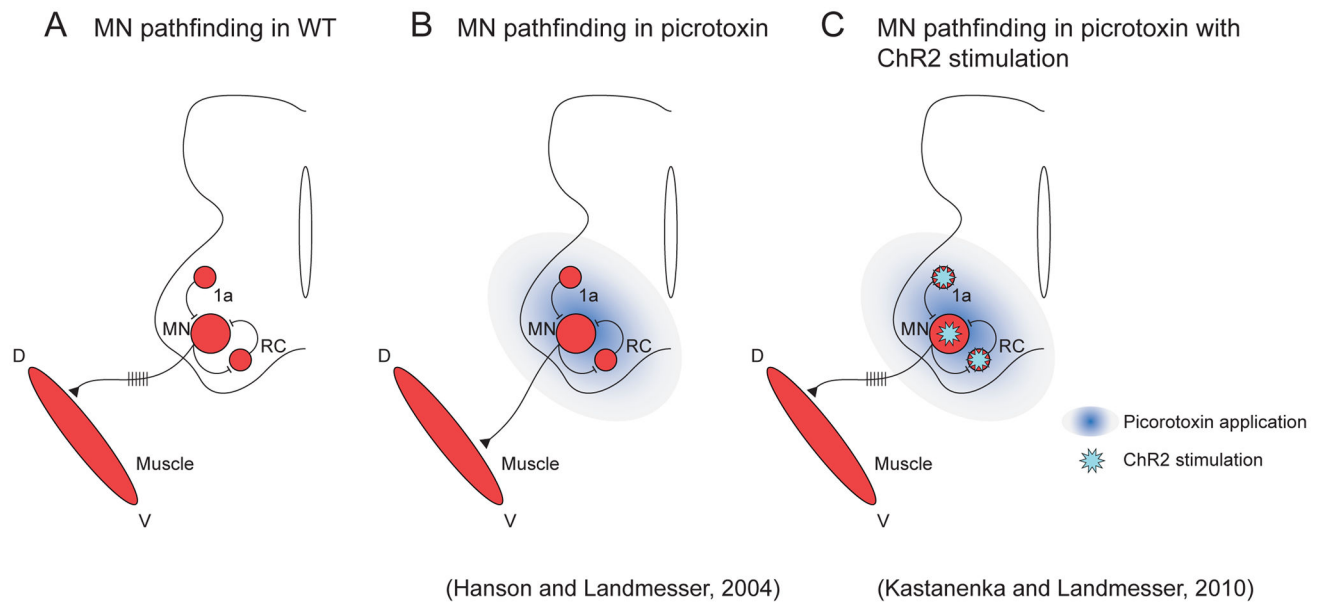 A MN pathfinding in WT
B MN pathfinding in picrotoxin
C MN pathfinding in picrotoxin with
ChR2 stimulation
1a
MN
RC
D
Muscle
V
1a
MN
RC
D
Muscle
V
1a
MN
RC
D
Muscle
V
Picorotoxin application
ChR2 stimulation
(Hanson and Landmesser, 2004)
(Kastanenka and Landmesser, 2010)